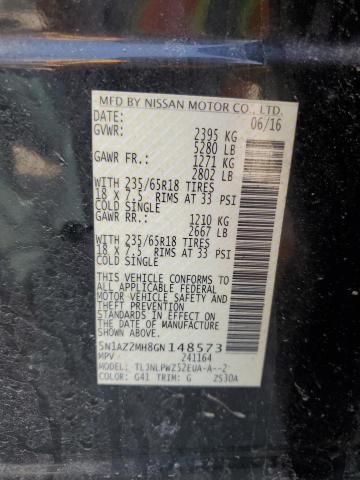 MFD BY NISSAN MOTOR CO., LTD.
DATE: 06/16
GVWR: 2395 KG
5280 LB
GAWR FR.: 1271 KG
2802 LB
WITH 235/65R18 TIRES
18 X 7.5 RIMS AT 33 PSI
COLD SINGLE
GAWR RR.: 1210 KG
2667 LB
WITH 235/65R18 TIRES
18 X 7.5 RIMS AT 33 PSI
COLD SINGLE
THIS VEHICLE CONFORMS TO
ALL APPLICABLE FEDERAL
MOTOR VEHICLE SAFETY AND
THEFT PREVENTION
STANDARDS IN EFFECT ON
THE DATE OF MANUFACTURE
SHOWN ABOVE.
5N1AZ2MH8GN148573
MPV 241164
MODEL: TLJNLPWZ52EUA-A--2
COLOR: G41 TRIM: G Z530A